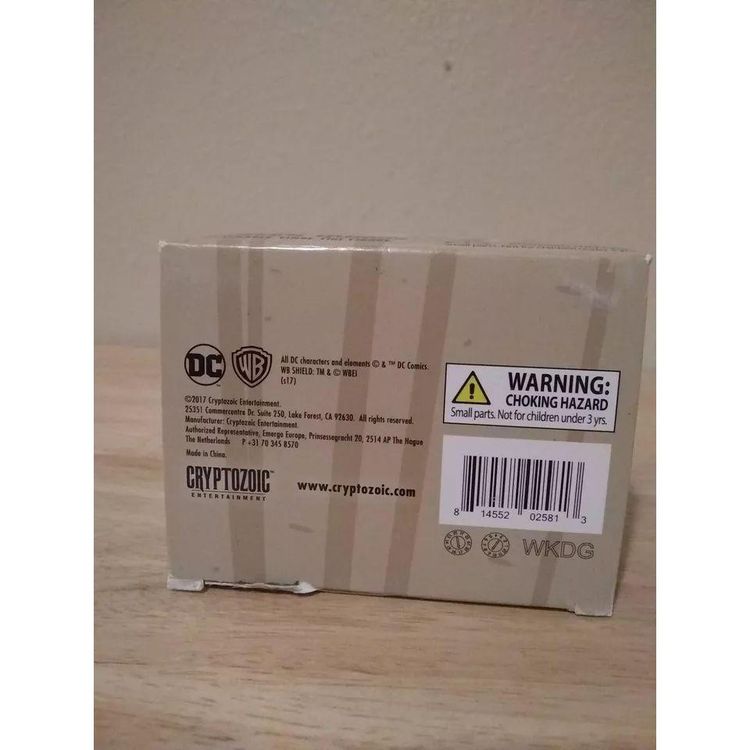 DC
WB
All DC characters and elements © & ™ DC Comics.
WB SHIELD: TM & © WBEI
(s17)
©2017 Cryptozoic Entertainment.
25351 Commercentre Dr. Suite 250, Lake Forest, CA 92630. All rights reserved.
Manufacturer: Cryptozoic Entertainment.
Authorized Representative, Emergo Europe, Prinsessegracht 20, 2514 AP The Hague
The Netherlands P +31 70 345 8570
Made in China.
CRYPTOZOIC™
ENTERTAINMENT
www.cryptozoic.com
WARNING:
CHOKING HAZARD
Small parts. Not for children under 3 yrs.
8 14552 02581 3
WKDG